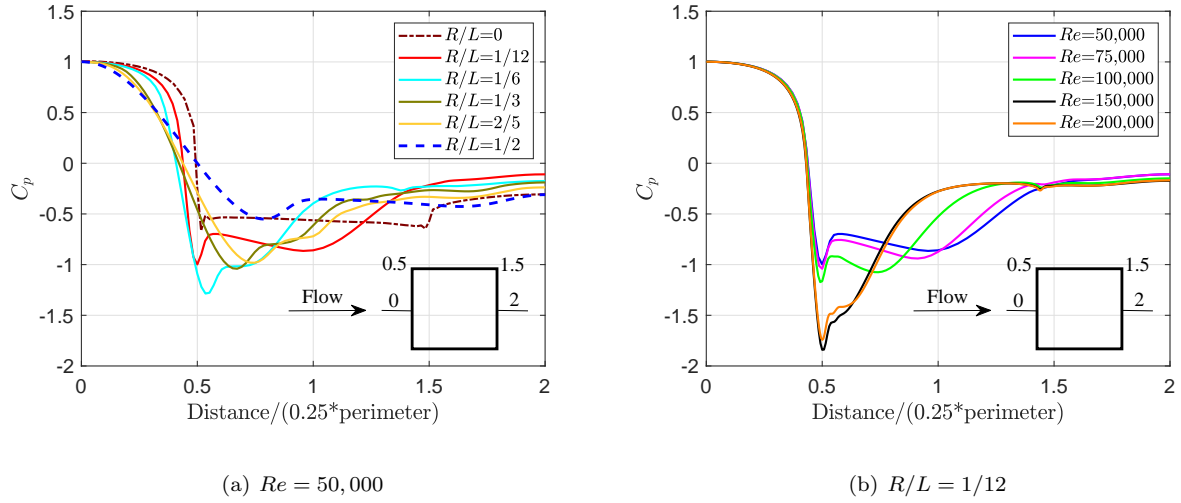 1
0.5
0
-0.5
-1
-1.5
-2
C_p
0
0.5
1
1.5
2
Distance/(0.25*perimeter)
R/L=0
R/L=1/12
R/L=1/6
R/L=1/3
R/L=2/5
R/L=1/2
Flow
0.5
1.5
0
2
(a) Re = 50, 000
1
0.5
0
-0.5
-1
-1.5
-2
C_p
0
0.5
1
1.5
2
Distance/(0.25*perimeter)
Re=50,000
Re=75,000
Re=100,000
Re=150,000
Re=200,000
Flow
0.5
1.5
0
2
(b) R/L = 1/12